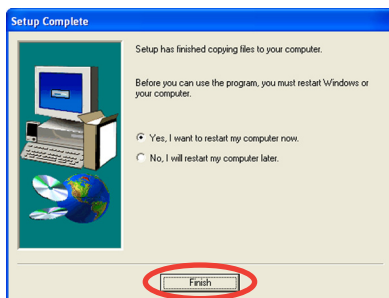 Setup Complete
Setup has finished copying files to your computer.
Before you can use the program, you must restart Windows or
your computer.
Yes, I want to restart my computer now.
No, I will restart my computer later.
Finish